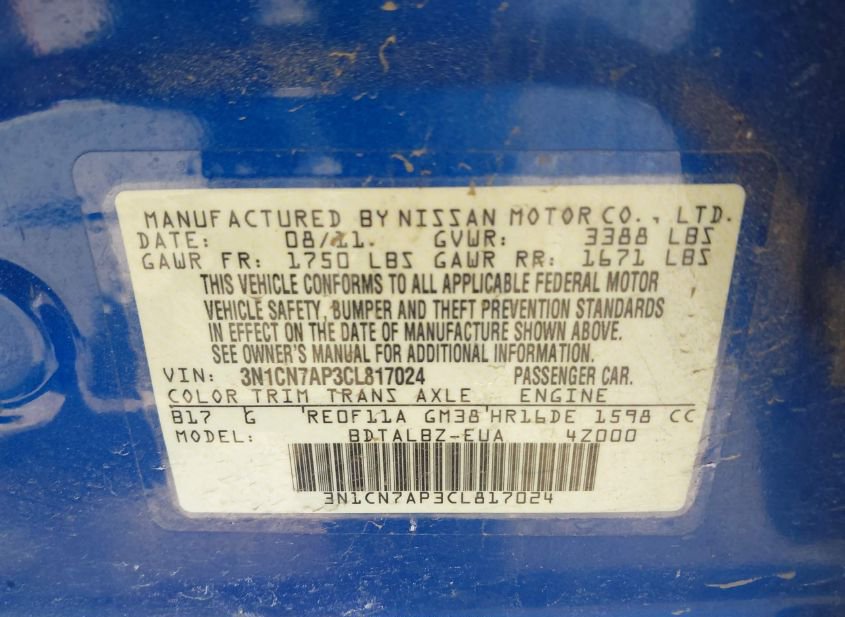 MANUFACTURED BY NISSAN MOTOR CO., LTD.
DATE: 08/11. GVWR: 3388 LBS
GAWR FR: 1750 LBS GAWR RR: 1671 LBS
THIS VEHICLE CONFORMS TO ALL APPLICABLE FEDERAL MOTOR
VEHICLE SAFETY, BUMPER AND THEFT PREVENTION STANDARDS
IN EFFECT ON THE DATE OF MANUFACTURE SHOWN ABOVE.
SEE OWNER'S MANUAL FOR ADDITIONAL INFORMATION.
VIN: 3N1CN7AP3CL817024 PASSENGER CAR.
COLOR TRIM TRANS AXLE ENGINE
B17 G RE0F11A GM38 HR16DE 1598 CC
MODEL: BDTALBZ-EUA 4Z000
3N1CN7AP3CL817024